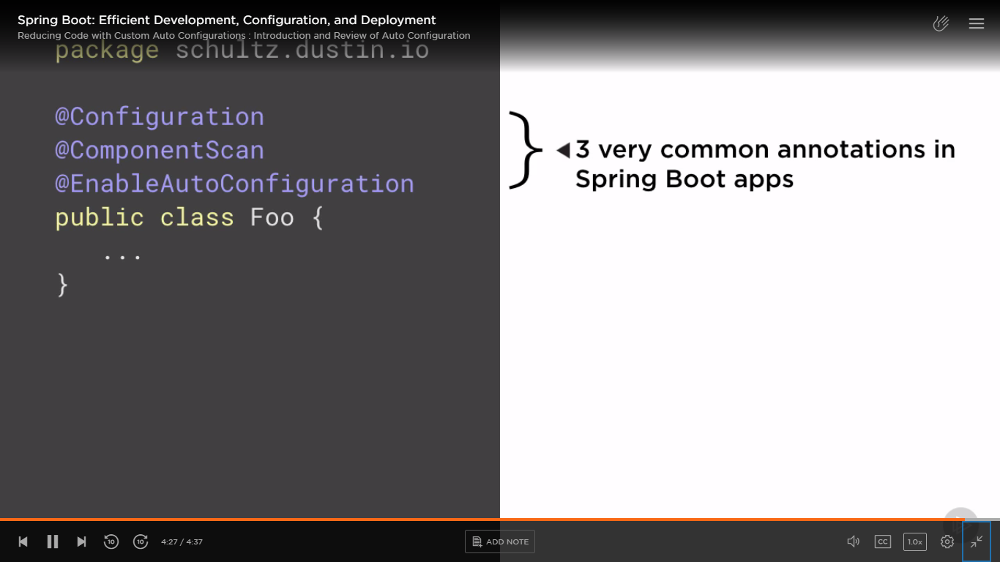 Spring Boot: Efficient Development, Configuration, and Deployment
Reducing Code with Custom Auto Configurations : Introduction and Review of Auto Configuration
package schultz.dustin.io
@Configuration
@ComponentScan
@EnableAutoConfiguration
public class Foo {
...
}
3 very common annotations in
Spring Boot apps
10 10 4:27 / 4:37 ADD NOTE CC 1.0x